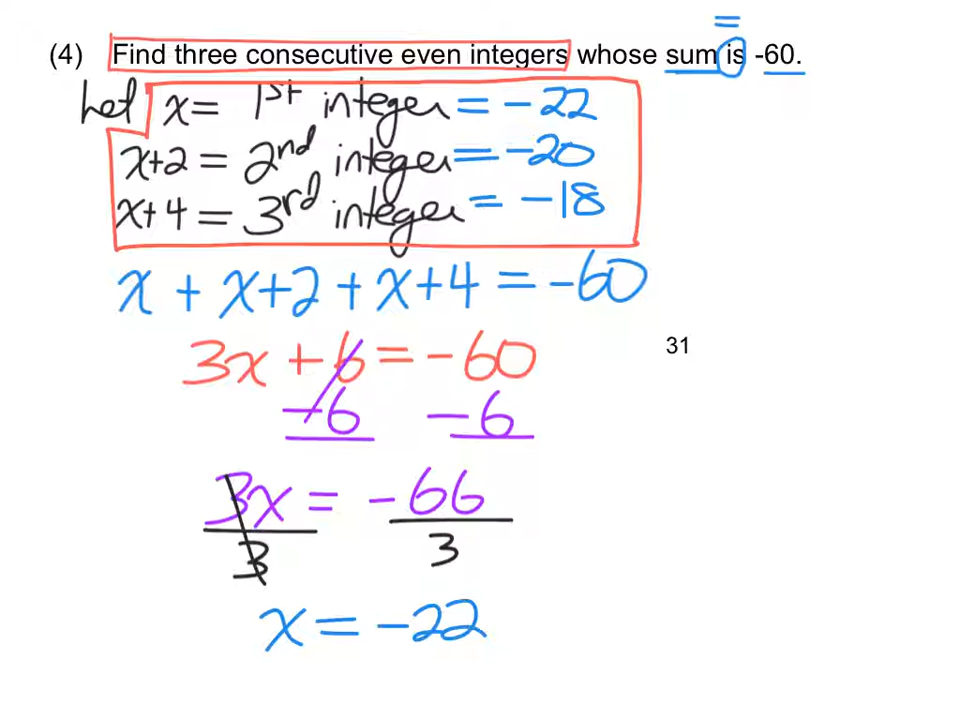 =
(4) Find three consecutive even integers whose sum is -60.
Let x = 1st integer = -22
x+2 = 2nd integer = -20
x+4 = 3rd integer = -18
x + x+2 + x+4 = -60
3x + 6 = -60
31
-6 -6
3x = -66
3 3
x = -22